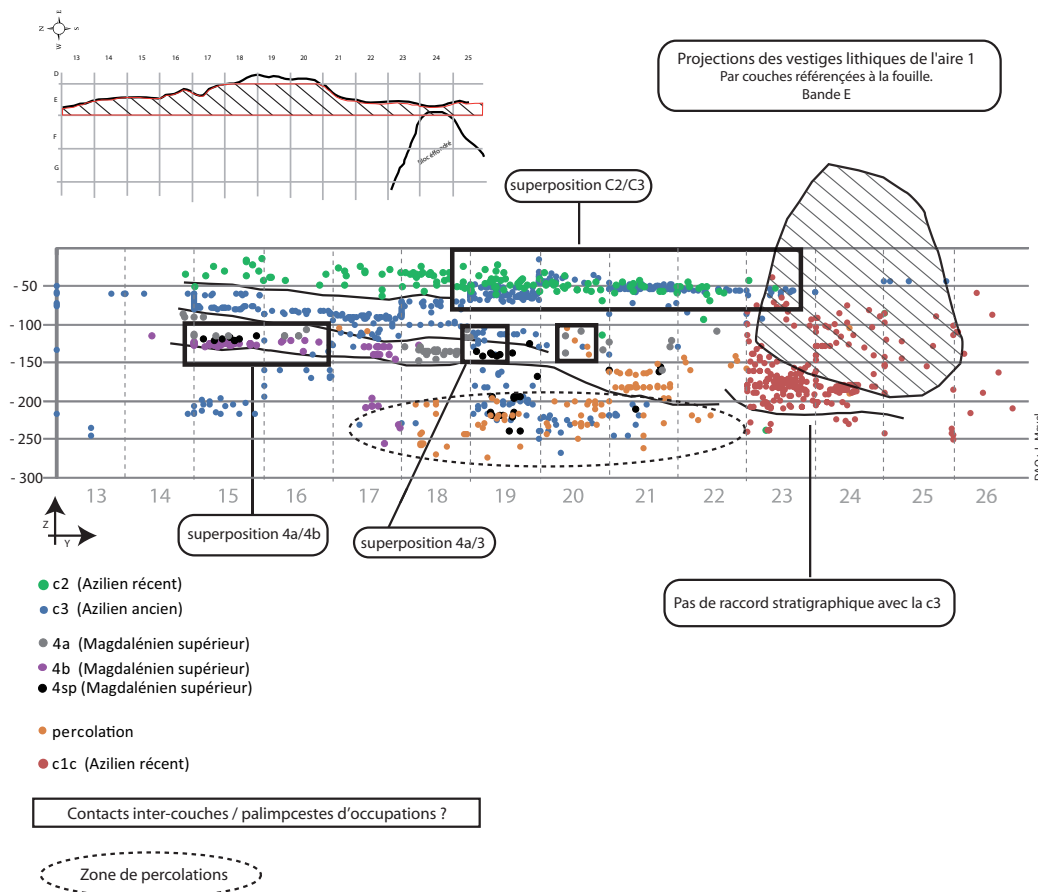 E
N
S
W
13 14 15 16 17 18 19 20 21 22 23 24 25
D
E
F
G
Bloc effondré
Projections des vestiges lithiques de l'aire 1
Par couches référencées à la fouille.
Bande E
superposition C2/C3
- 50
- 100
- 150
- 200
- 250
- 300
13 14 15 16 17 18 19 20 21 22 23 24 25 26
Z
Y
superposition 4a/4b
superposition 4a/3
Pas de raccord stratigraphique avec la c3
c2 (Azilien récent)
c3 (Azilien ancien)
4a (Magdalénien supérieur)
4b (Magdalénien supérieur)
4sp (Magdalénien supérieur)
percolation
c1c (Azilien récent)
Contacts inter-couches / palimpcestes d'occupations ?
Zone de percolations